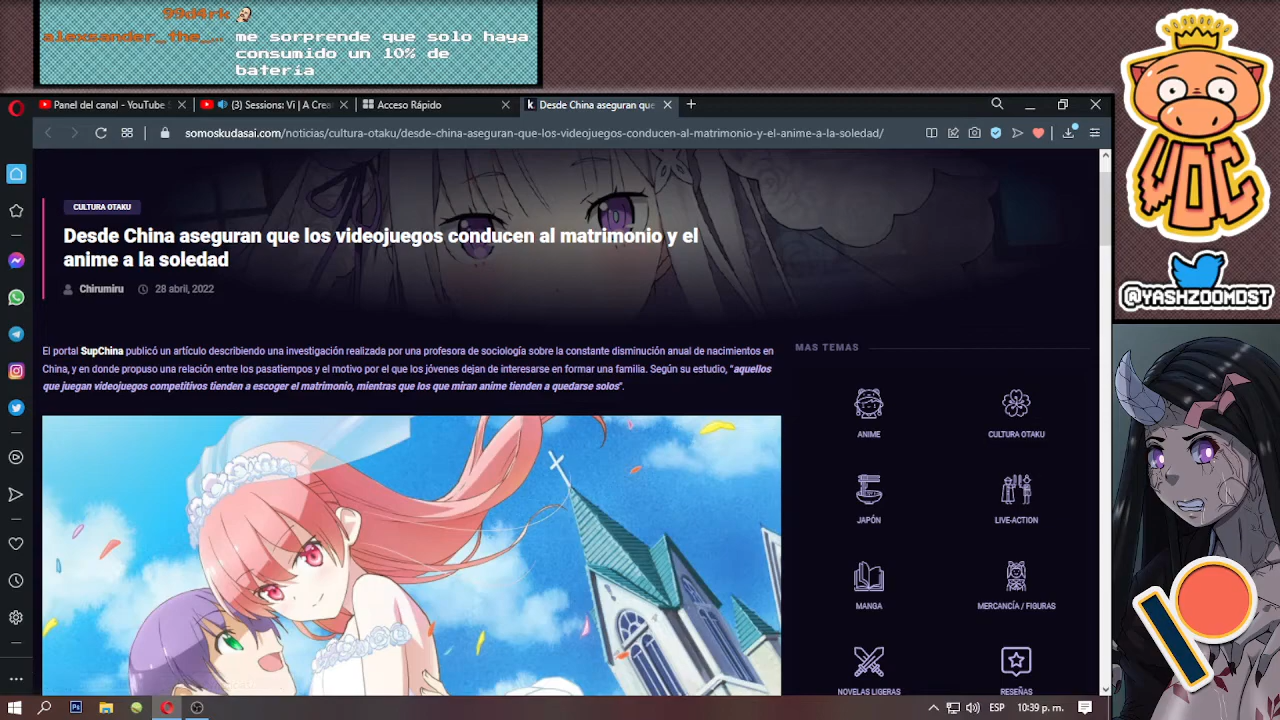 99d4rk
alexsander_the_... me sorprende que solo haya
consumido un 10% de
bateria
Panel del canal - YouTube
(3) Sessions: Vi | A Crea
Acceso Rápido
Desde China aseguran que
somoskudasai.com/noticias/cultura-otaku/desde-china-aseguran-que-los-videojuegos-conducen-al-matrimonio-y-el-anime-a-la-soledad/
CULTURA OTAKU
Desde China aseguran que los videojuegos conducen al matrimonio y el
anime a la soledad
Chirumiru 28 abril, 2022
El portal SupChina publicó un artículo describiendo una investigación realizada por una profesora de sociología sobre la constante disminución anual de nacimientos en
China, y en donde propuso una relación entre los pasatiempos y el motivo por el que los jóvenes dejan de interesarse en formar una familia. Según su estudio, "aquellos
que juegan videojuegos competitivos tienden a escoger el matrimonio, mientras que los que miran anime tienden a quedarse solos".
MAS TEMAS
ANIME
CULTURA OTAKU
JAPÓN
LIVE-ACTION
MANGA
MERCANCÍA / FIGURAS
NOVELAS LIGERAS
RESEÑAS
WOC
@YASHZOOMDST
Ps
ESP
10:39 p. m.